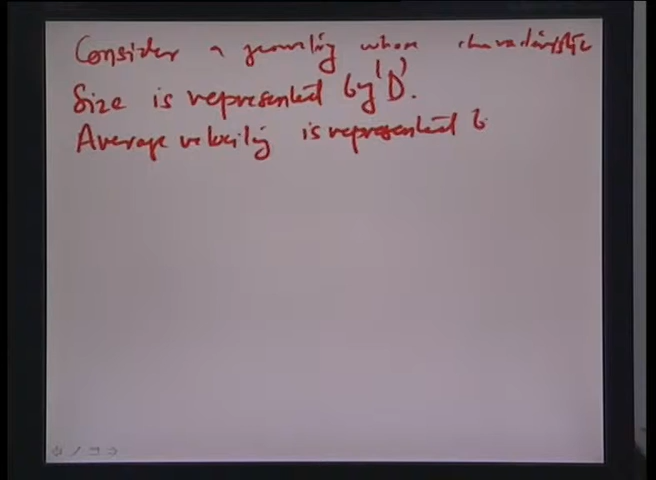 Consider a geometry whose characteristic
Size is represented by 'D'.
Average velocity is represented b